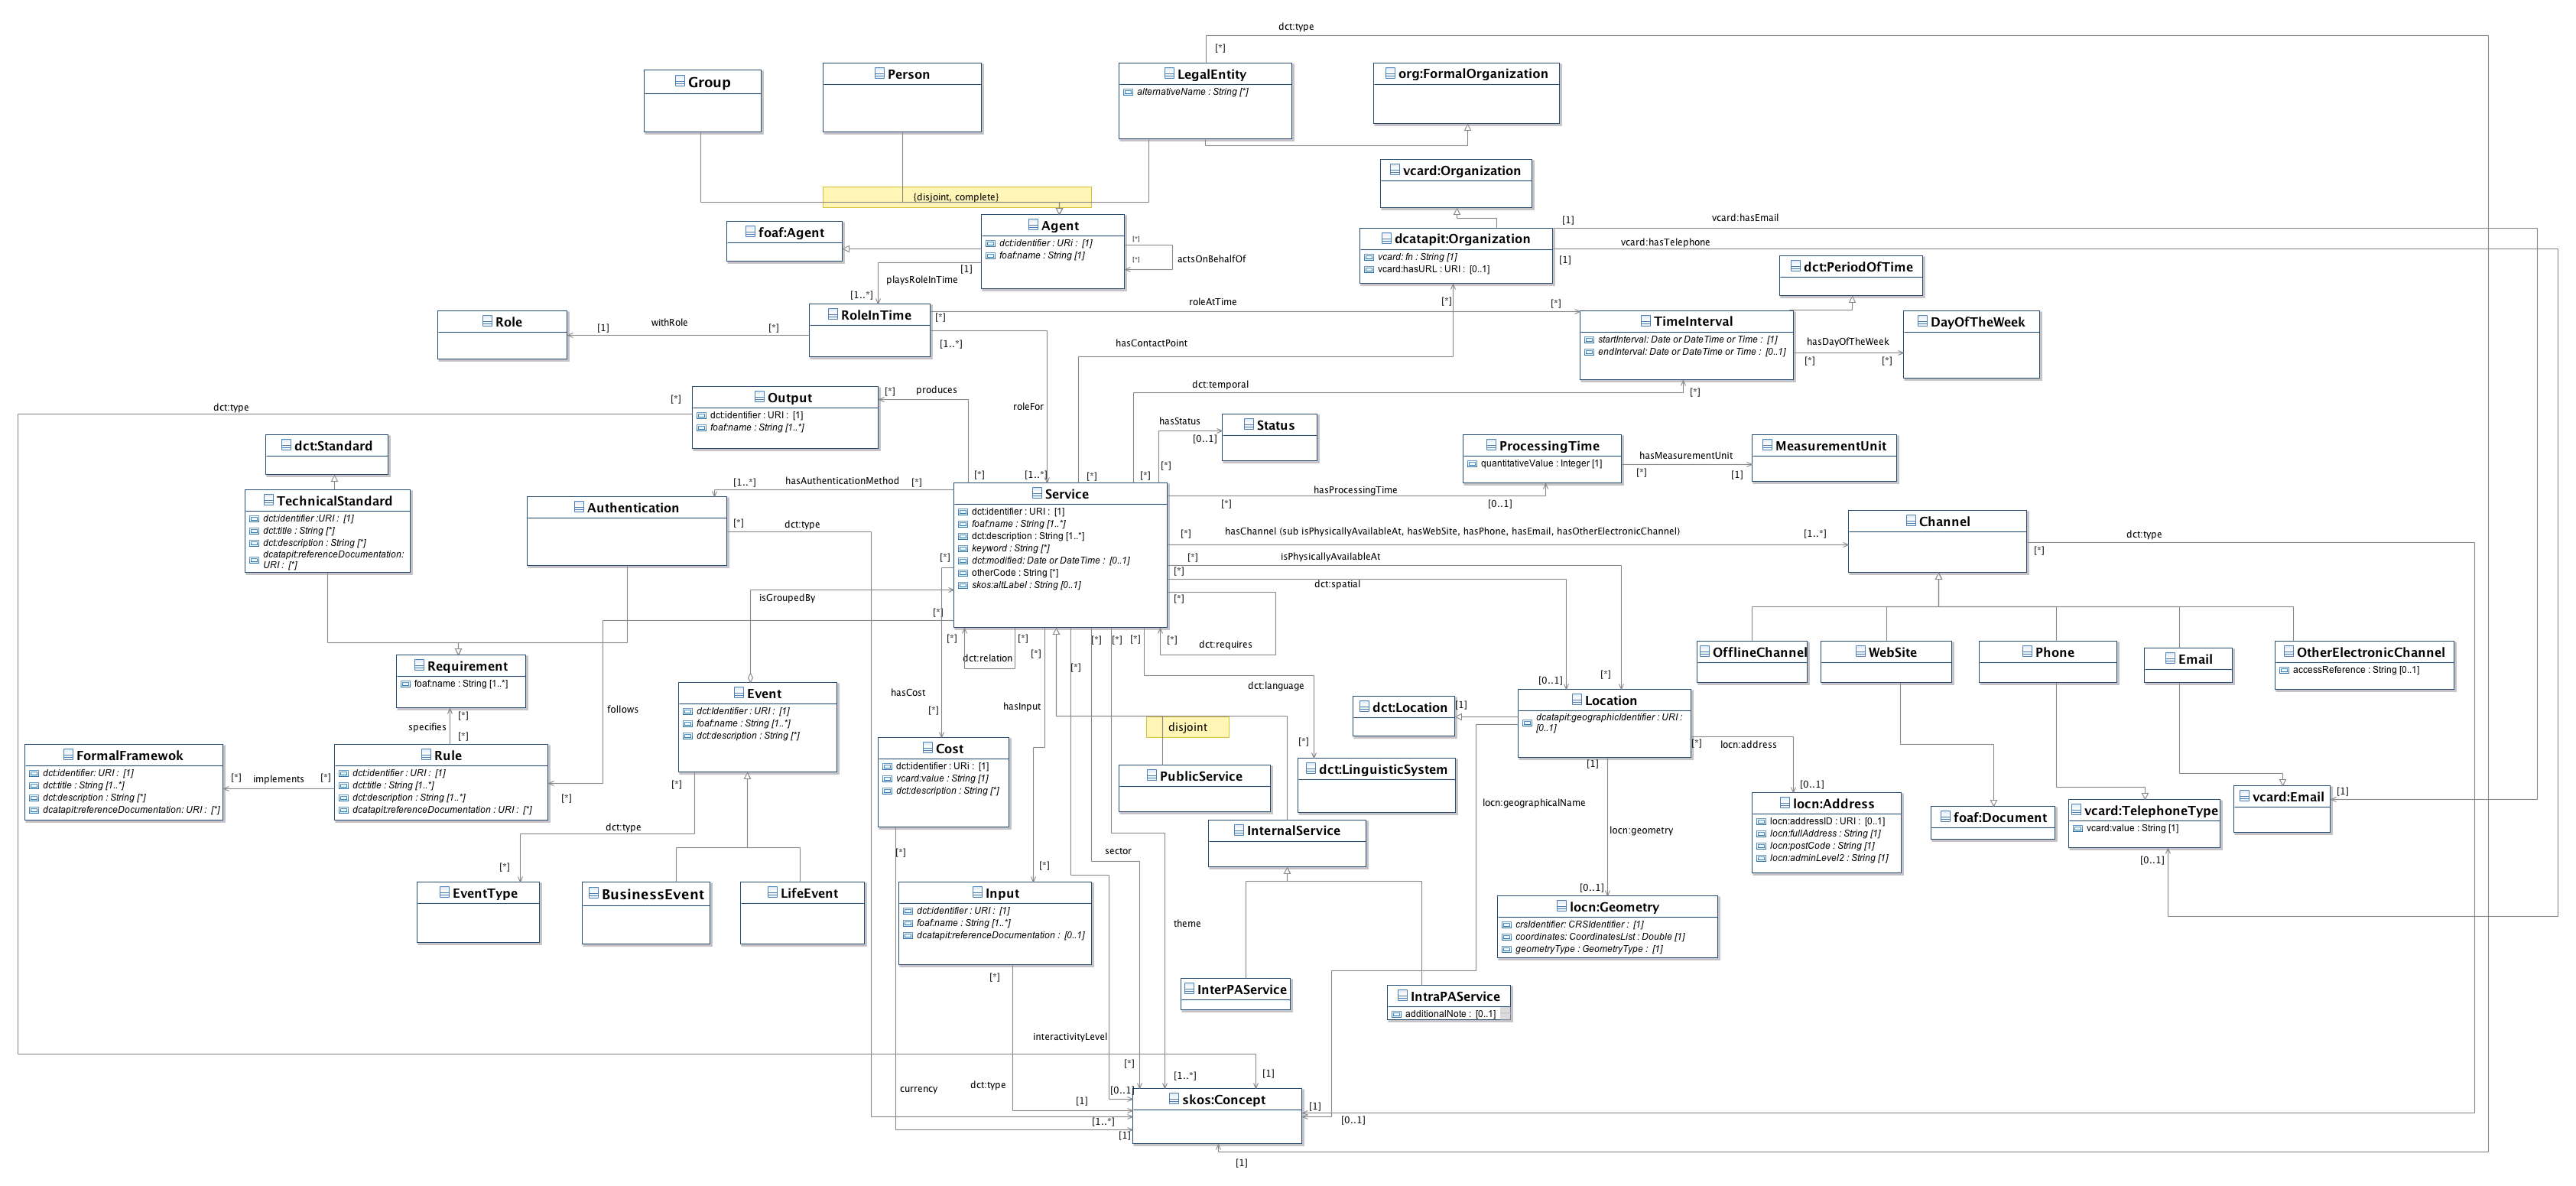 dct:type
[*]
Group
Person
LegalEntity
alternativeName : String [*]
org:FormalOrganization
vcard:Organization
{disjoint, complete}
foaf:Agent
Agent
dct:identifier : URi : [1]
foaf:name : String [1]
[*]
[*]
actsOnBehalfOf
[1]
playsRoleInTime
[1..*]
dcatapit:Organization
vcard: fn : String [1]
vcard:hasURL : URI : [0..1]
[1]
vcard:hasEmail
vcard:hasTelephone
[1]
dct:PeriodOfTime
Role
[1]
withRole
[*]
RoleInTime
[*]
[1..*]
roleAtTime
[*]
[*]
hasContactPoint
TimeInterval
startInterval: Date or DateTime or Time : [1]
endInterval: Date or DateTime or Time : [0..1]
hasDayOfTheWeek
[*]
[*]
DayOfTheWeek
dct:temporal
[*]
dct:type
[*]
Output
dct:identifier : URI : [1]
foaf:name : String [1..*]
[*]
produces
roleFor
hasStatus
[0..1]
Status
[*]
dct:Standard
TechnicalStandard
dct:identifier :URI : [1]
dct:title : String [*]
dct:description : String [*]
dcatapit:referenceDocumentation:
URI : [*]
ProcessingTime
quantitativeValue : Integer [1]
hasMeasurementUnit
[*]
[1]
MeasurementUnit
[*]
[1..*]
[*]
[*]
[1..*]
hasAuthenticationMethod
[*]
Authentication
[*]
dct:type
Service
dct:identifier : URI : [1]
foaf:name : String [1..*]
dct:description : String [1..*]
keyword : String [*]
dct:modified: Date or DateTime : [0..1]
otherCode : String [*]
skos:altLabel : String [0..1]
hasProcessingTime
[*]
[0..1]
[*]
hasChannel (sub isPhysicallyAvailableAt, hasWebSite, hasPhone, hasEmail, hasOtherElectronicChannel)
[1..*]
Channel
[*]
dct:type
[*]
isPhysicallyAvailableAt
[*]
dct:spatial
[*]
[*]
isGroupedBy
[*]
[*]
dct:relation
[*]
[*]
[*]
[*]
[*]
[*]
[*]
dct:requires
OfflineChannel
WebSite
Phone
Email
OtherElectronicChannel
accessReference : String [0..1]
Requirement
foaf:name : String [1..*]
[*]
specifies
[*]
follows
Event
dct:Identifier : URI : [1]
foaf:name : String [1..*]
dct:description : String [*]
hasCost
[*]
hasInput
dct:language
[*]
[0..1]
[*]
dct:Location
[1]
Location
dcatapit:geographicIdentifier : URI :
[0..1]
[*]
locn:address
[0..1]
[1]
disjoint
FormalFramewok
dct:identifier: URI : [1]
dct:title : String [1..*]
dct:description : String [*]
dcatapit:referenceDocumentation: URI : [*]
[*]
implements
[*]
Rule
dct:identifier : URI : [1]
dct:title : String [1..*]
dct:description : String [1..*]
dcatapit:referenceDocumentation : URI : [*]
[*]
[*]
Cost
dct:identifier : URi : [1]
vcard:value : String [1]
dct:description : String [*]
PublicService
dct:LinguisticSystem
locn:geographicalName
locn:geometry
locn:Address
locn:addressID : URI : [0..1]
locn:fullAddress : String [1]
locn:postCode : String [1]
locn:adminLevel2 : String [1]
foaf:Document
vcard:TelephoneType
vcard:value : String [1]
[0..1]
vcard:Email
[1]
dct:type
[*]
[*]
sector
[*]
InternalService
EventType
BusinessEvent
LifeEvent
Input
dct:identifier : URI : [1]
foaf:name : String [1..*]
dcatapit:referenceDocumentation : [0..1]
[*]
theme
[0..1]
locn:Geometry
crsIdentifier: CRSIdentifier : [1]
coordinates: CoordinatesList : Double [1]
geometryType : GeometryType : [1]
InterPAService
IntraPAService
additionalNote : [0..1]
interactivityLevel
[*]
[1..*]
[1]
currency
dct:type
[1]
[0..1]
skos:Concept
[1]
[0..1]
[1..*]
[1]
[1]